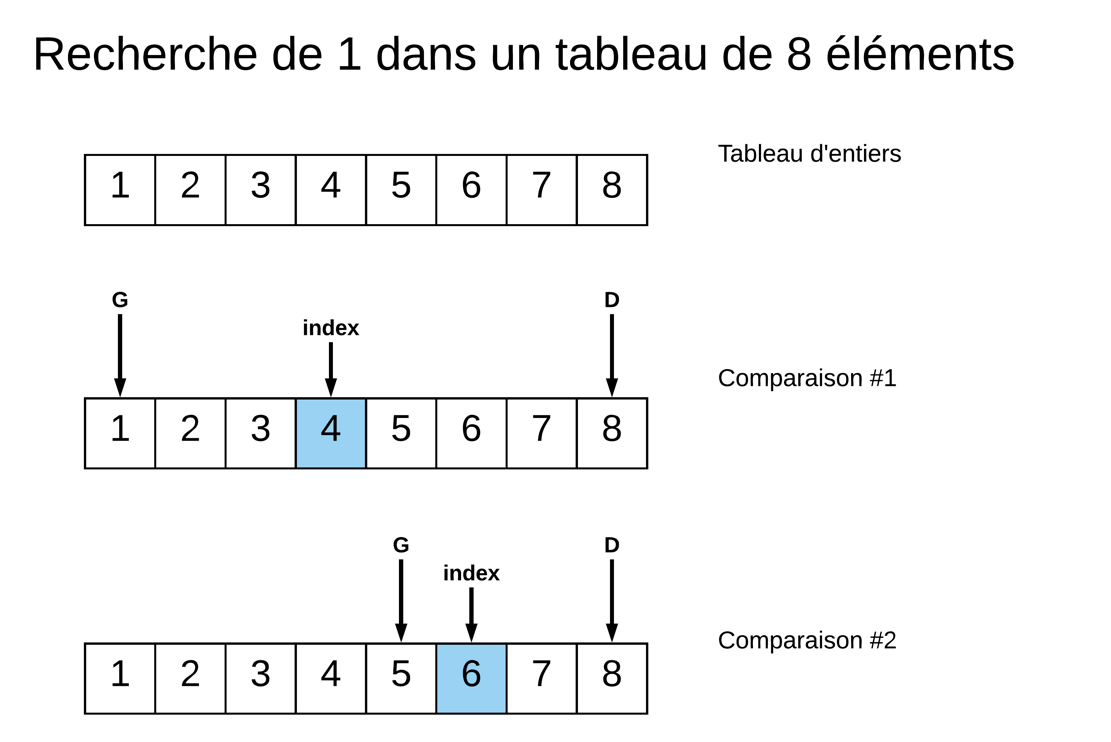 Recherche de 1 dans un tableau de 8 éléments
Tableau d'entiers
1 2 3 4 5 6 7 8
G D
index
Comparaison #1
1 2 3 4 5 6 7 8
G D
index
Comparaison #2
1 2 3 4 5 6 7 8